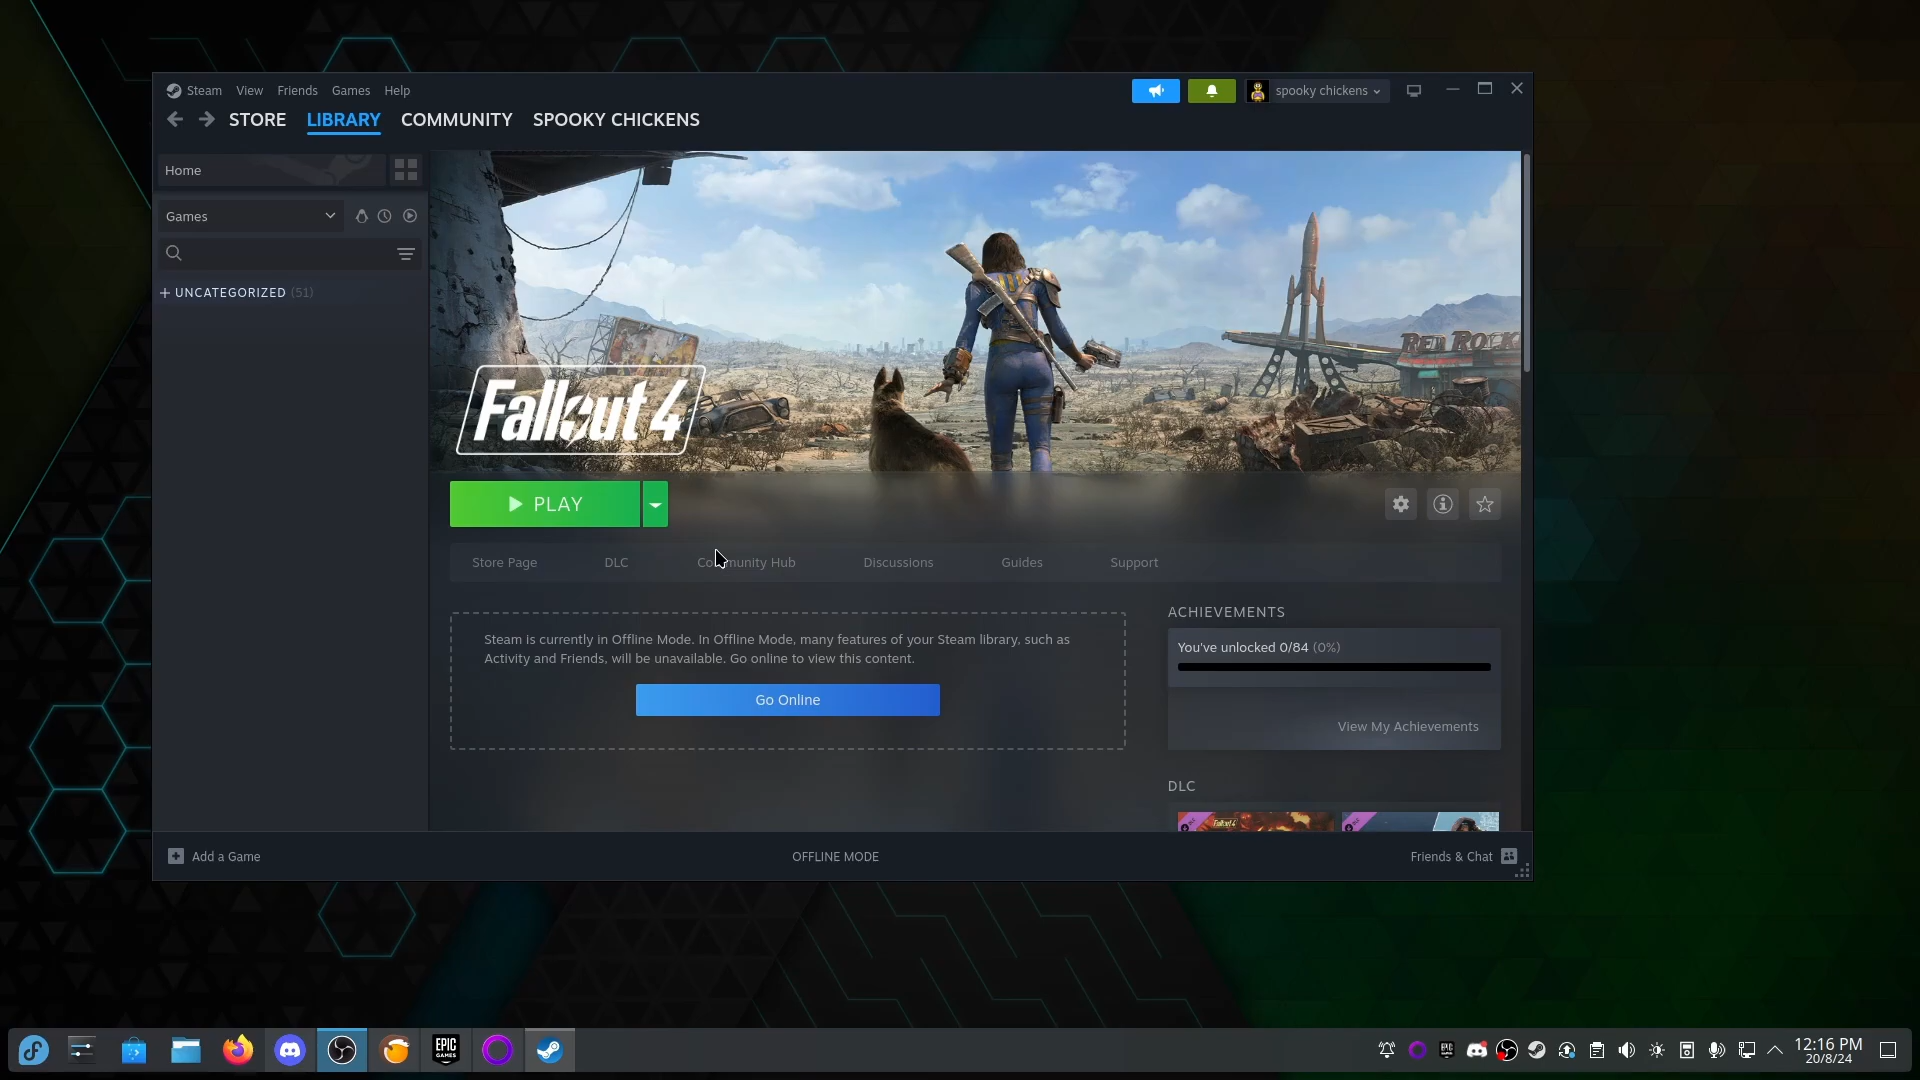 Steam View Friends Games Help
spooky chickens
STORE LIBRARY COMMUNITY SPOOKY CHICKENS
Home
Games
UNCATEGORIZED (51)
RED ROCK
Fallout 4
PLAY
Store Page DLC Community Hub Discussions Guides Support
Steam is currently in Offline Mode. In Offline Mode, many features of your Steam library, such as
Activity and Friends, will be unavailable. Go online to view this content.
Go Online
ACHIEVEMENTS
You've unlocked 0/84 (0%)
View My Achievements
DLC
Add a Game
OFFLINE MODE
Friends & Chat
EPIC
GAMES
12:16 PM
20/8/24